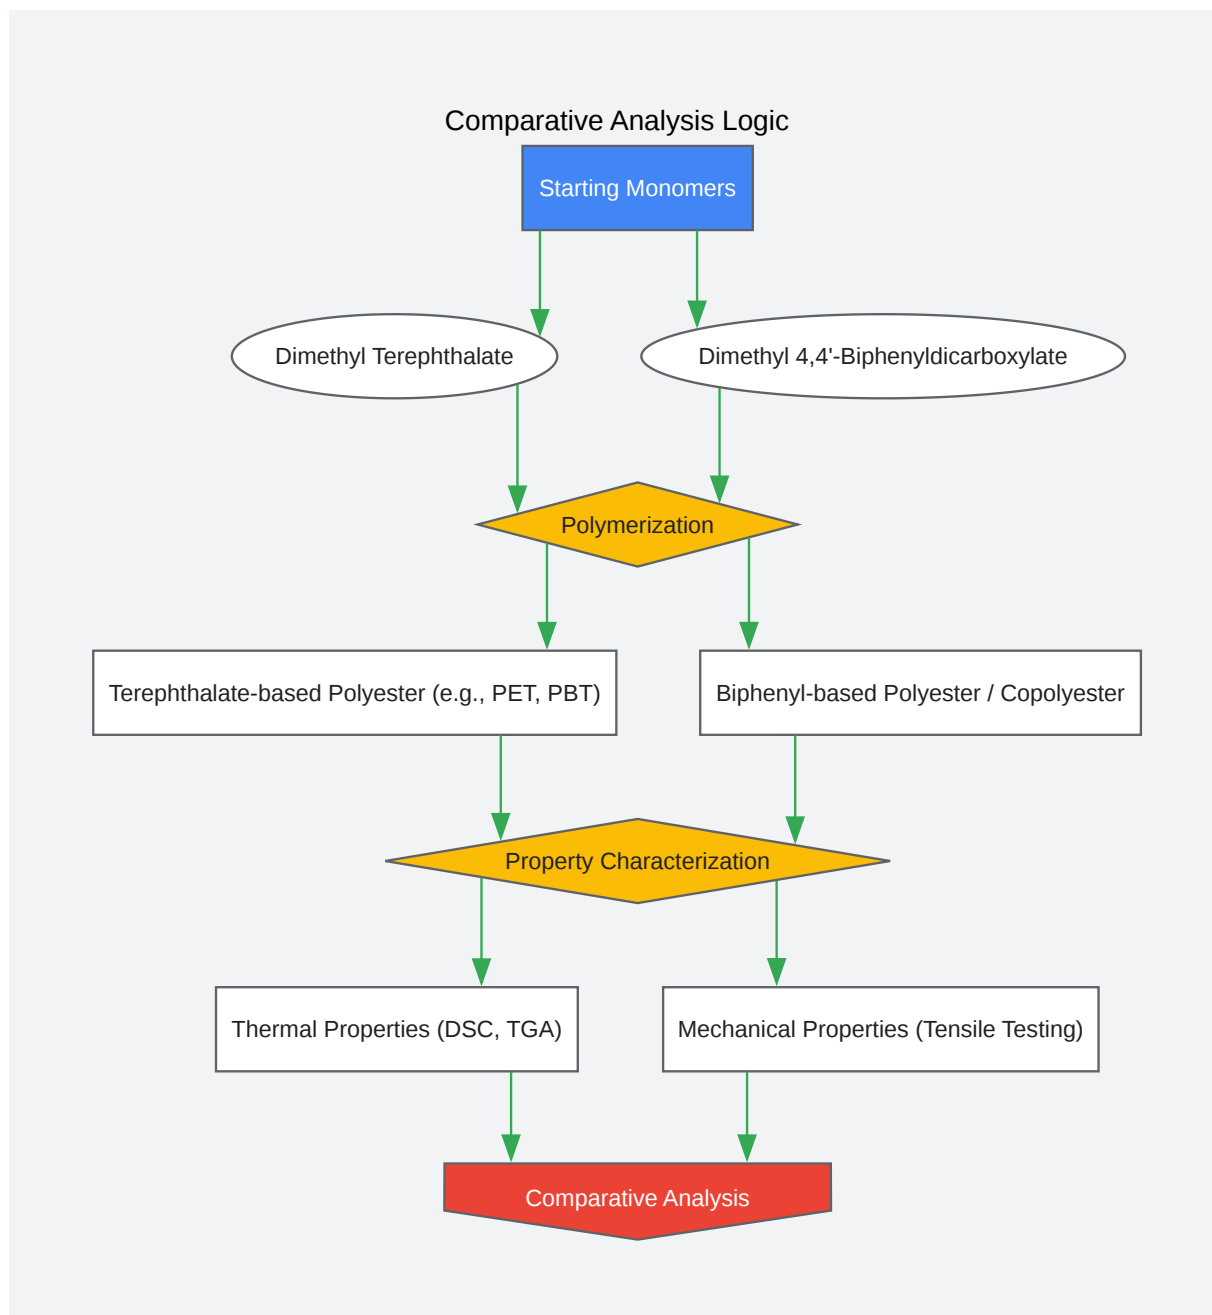 Comparative Analysis Logic
Starting Monomers
Dimethyl Terephthalate
Dimethyl 4,4'-Biphenyldicarboxylate
Polymerization
Terephthalate-based Polyester (e.g., PET, PBT)
Biphenyl-based Polyester / Copolyester
Property Characterization
Thermal Properties (DSC, TGA)
Mechanical Properties (Tensile Testing)
Comparative Analysis